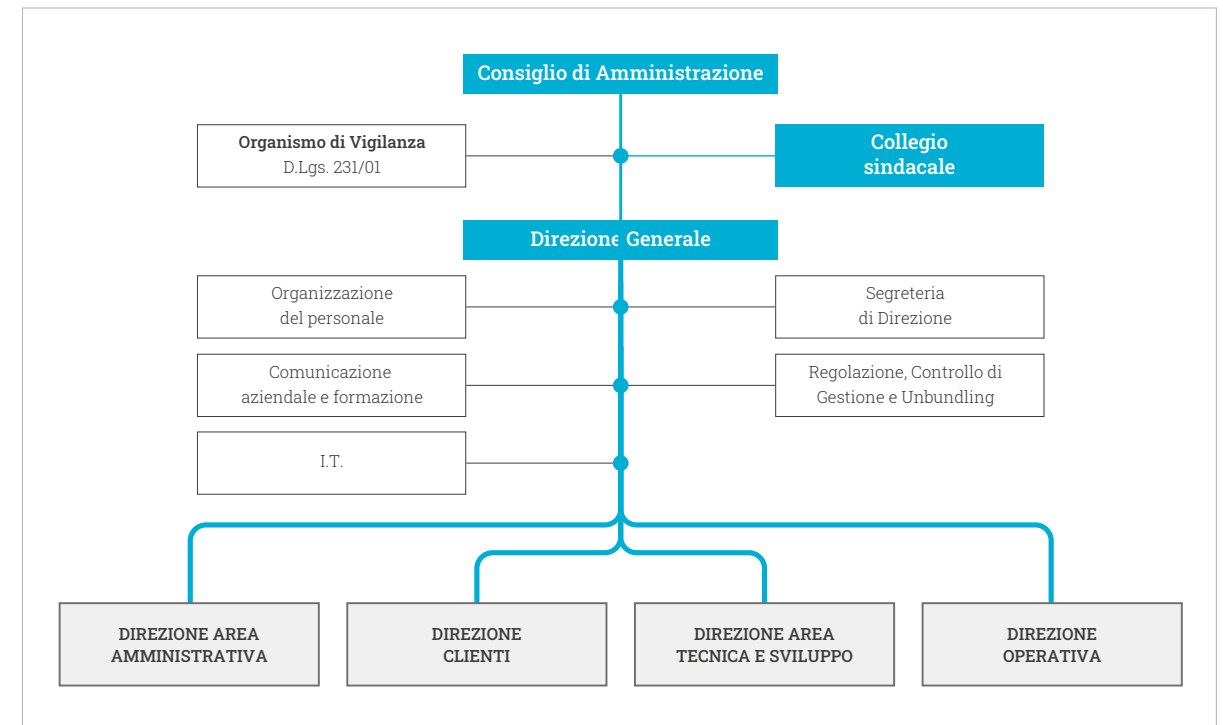 Consiglio di Amministrazione
Organismo di Vigilanza
D.Lgs. 231/01
Collegio
sindacale
Direzione Generale
Organizzazione
del personale
Segreteria
di Direzione
Comunicazione
aziendale e formazione
Regolazione, Controllo di
Gestione e Unbundling
I.T.
DIREZIONE AREA
AMMINISTRATIVA
DIREZIONE
CLIENTI
DIREZIONE AREA
TECNICA E SVILUPPO
DIREZIONE
OPERATIVA